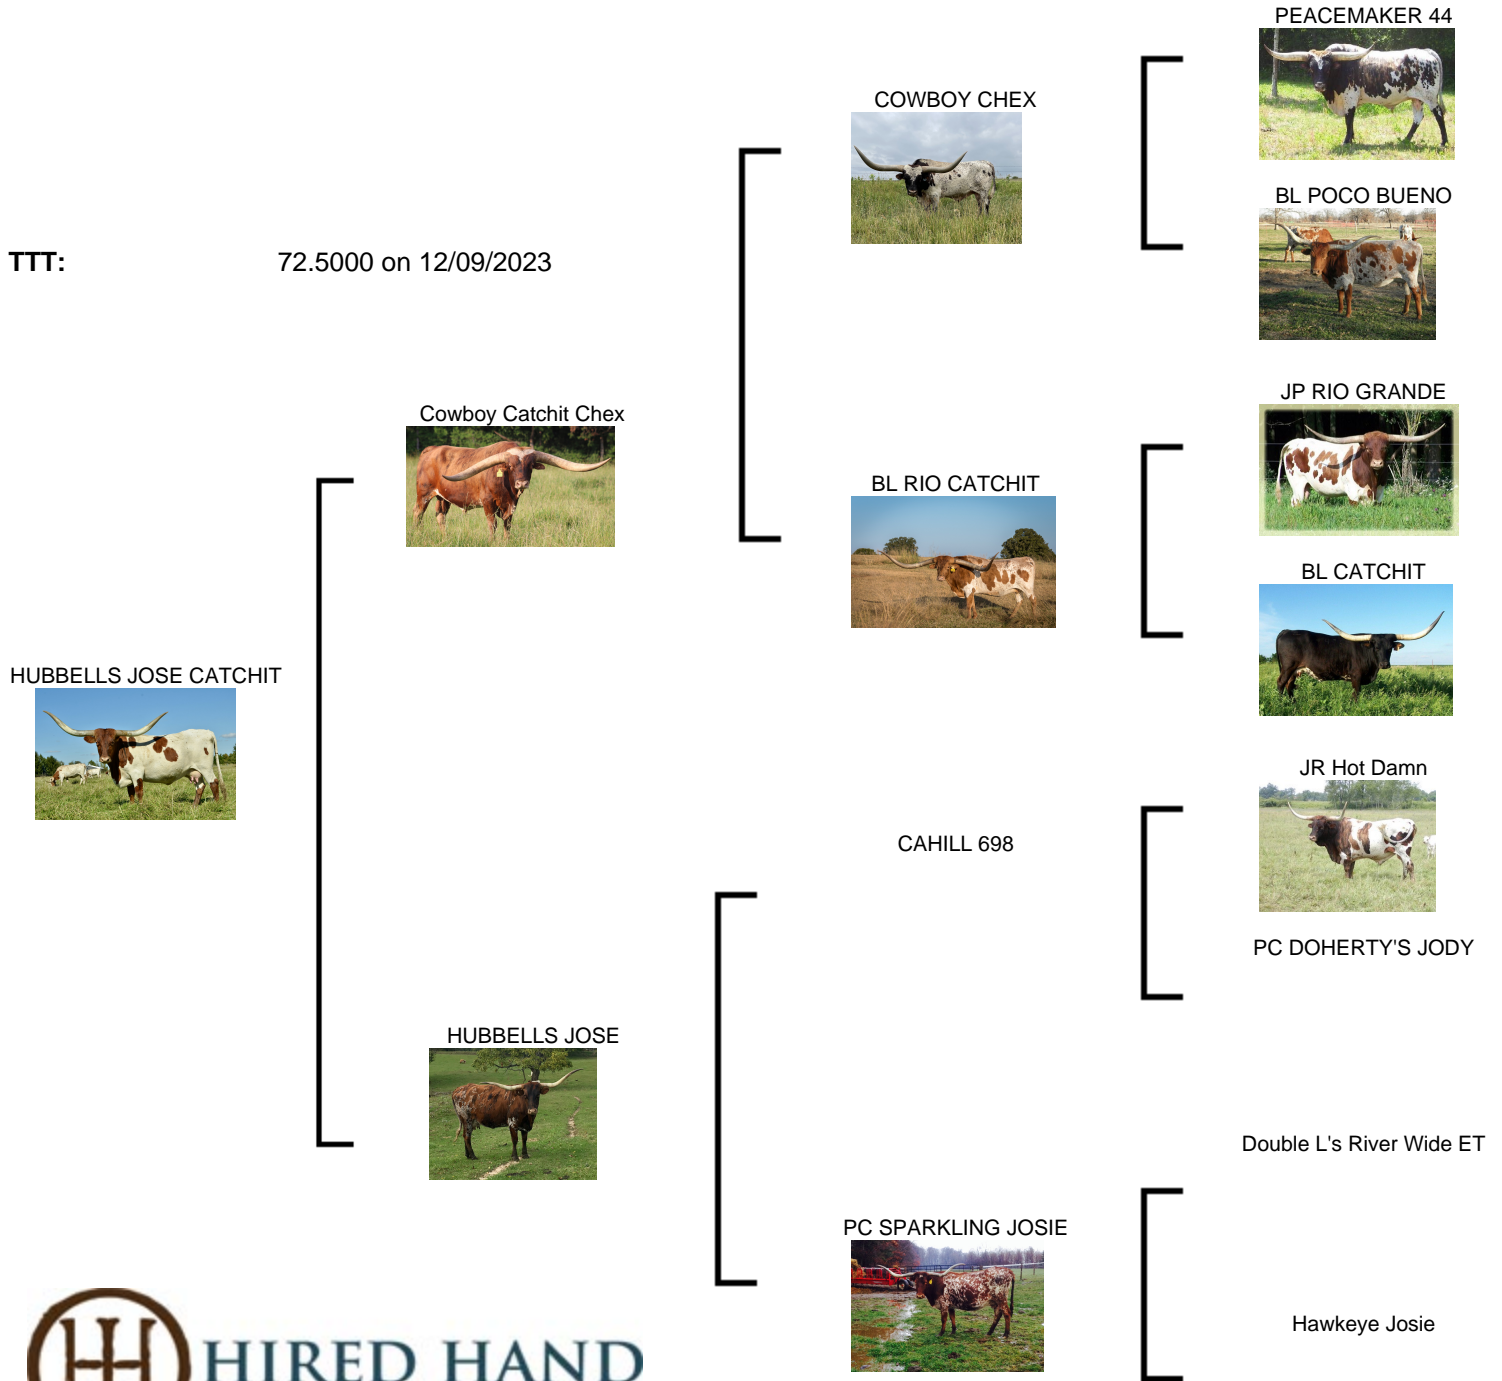 PEACEMAKER 44
COWBOY CHEX
BL POCO BUENO
TTT: 72.5000 on 12/09/2023
JP RIO GRANDE
Cowboy Catchit Chex
BL RIO CATCHIT
BL CATCHIT
HUBBELLS JOSE CATCHIT
JR Hot Damn
CAHILL 698
PC DOHERTY'S JODY
HUBBELLS JOSE
Double L's River Wide ET
PC SPARKLING JOSIE
Hawkeye Josie
HH HIRED HAND